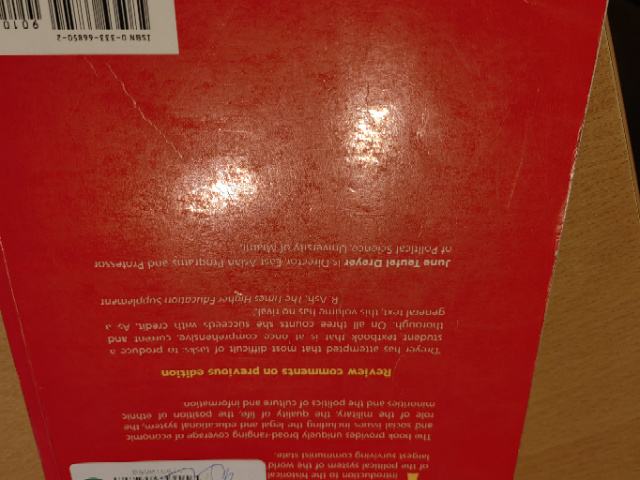 introduction to the historical
of the political system of the world
largest surviving communist state.
The book provides uniquely broad-ranging coverage of economic
and social issues, including the legal and educational system, the
role of the military, the quality of life, the position of ethnic
minorities and the politics of culture and information.
Review comments on previous edition
'Dreyer has attempted that most difficult of tasks: to produce a
student textbook that is at once comprehensive, current and
thorough. On all three counts she succeeds with credit. As a
general text, this volume has no rival.'
R. Ash, The Times Higher Education Supplement
June Teufel Dreyer is Director, East Asian Programs and Professor
of Political Science, University of Miami.
ISBN 0-333-66850-2
9010